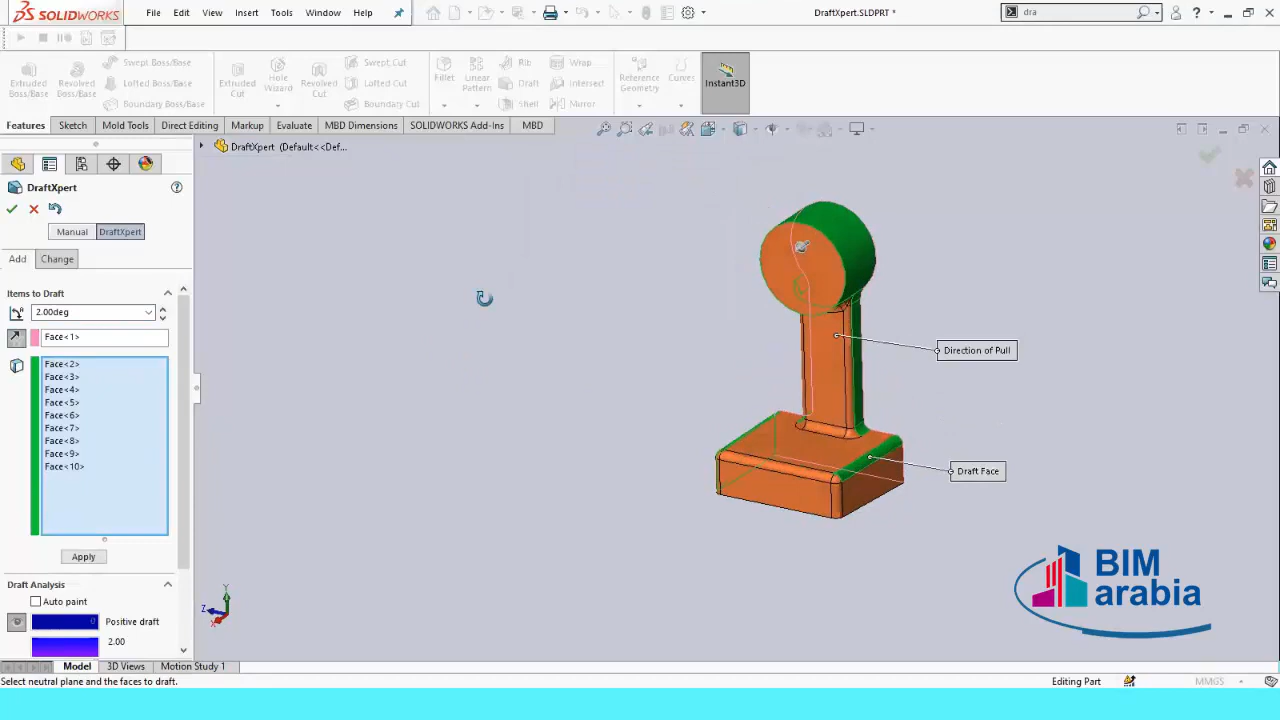 SOLIDWORKS File Edit View Insert Tools Window Help DraftXpert.SLDPRT * dra
Extruded Boss/Base
Revolved Boss/Base
Swept Boss/Base
Lofted Boss/Base
Boundary Boss/Base
Extruded Cut
Hole Wizard
Revolved Cut
Swept Cut
Lofted Cut
Boundary Cut
Fillet
Linear Pattern
Rib
Draft
Shell
Wrap
Intersect
Mirror
Reference Geometry
Curves
Instant3D
Features Sketch Mold Tools Direct Editing Markup Evaluate MBD Dimensions SOLIDWORKS Add-Ins MBD
DraftXpert (Default<<Def...
DraftXpert
Manual DraftXpert
Add Change
Items to Draft
2.00deg
Face<1>
Face<2>
Face<3>
Face<4>
Face<5>
Face<6>
Face<7>
Face<8>
Face<9>
Face<10>
Apply
Draft Analysis
Auto paint
0 Positive draft
2.00
Direction of Pull
Draft Face
BIM
arabia
Y
Z
X
Model 3D Views Motion Study 1
Select neutral plane and the faces to draft. Editing Part MMGS